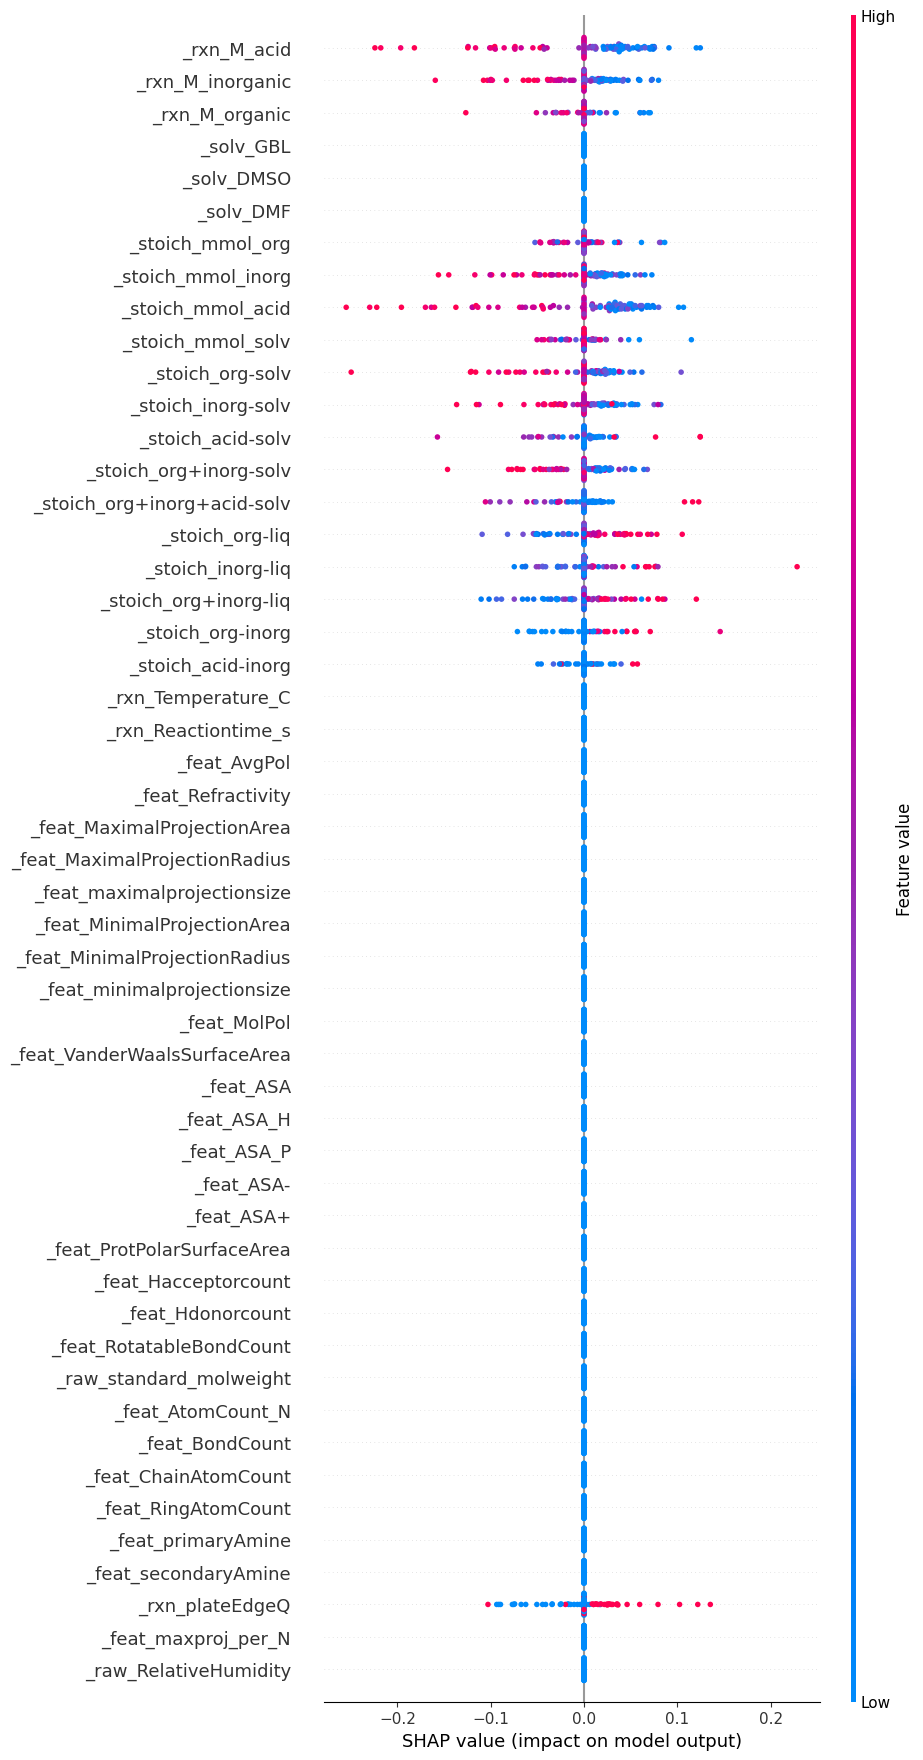 High
_rxn_M_acid
_rxn_M_inorganic
_rxn_M_organic
_solv_GBL
_solv_DMSO
_solv_DMF
_stoich_mmol_org
_stoich_mmol_inorg
_stoich_mmol_acid
_stoich_mmol_solv
_stoich_org-solv
_stoich_inorg-solv
_stoich_acid-solv
_stoich_org+inorg-solv
_stoich_org+inorg+acid-solv
_stoich_org-liq
_stoich_inorg-liq
_stoich_org+inorg-liq
_stoich_org-inorg
_stoich_acid-inorg
_rxn_Temperature_C
_rxn_Reactiontime_s
_feat_AvgPol
_feat_Refractivity
_feat_MaximalProjectionArea
_feat_MaximalProjectionRadius
_feat_maximalprojectionsize
_feat_MinimalProjectionArea
_feat_MinimalProjectionRadius
_feat_minimalprojectionsize
_feat_MolPol
_feat_VanderWaalsSurfaceArea
_feat_ASA
_feat_ASA_H
_feat_ASA_P
_feat_ASA-
_feat_ASA+
_feat_ProtPolarSurfaceArea
_feat_Hacceptorcount
_feat_Hdonorcount
_feat_RotatableBondCount
_raw_standard_molweight
_feat_AtomCount_N
_feat_BondCount
_feat_ChainAtomCount
_feat_RingAtomCount
_feat_primaryAmine
_feat_secondaryAmine
_rxn_plateEdgeQ
_feat_maxproj_per_N
_raw_RelativeHumidity
Feature value
Low
−0.2 −0.1 0.0 0.1 0.2
SHAP value (impact on model output)